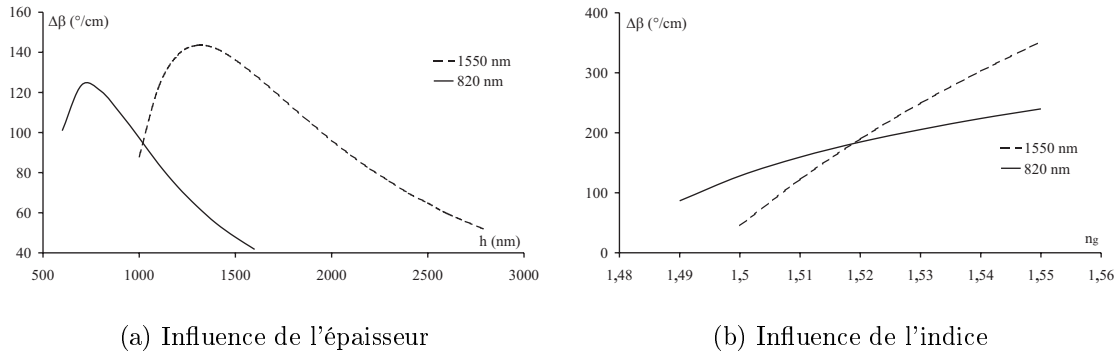 Δβ (°/cm)
160
140
120
100
80
60
40
500
1000
1500
2000
2500
3000
h (nm)
1550 nm
820 nm
(a) Influence de l'épaisseur
Δβ (°/cm)
400
300
200
100
0
1,48
1,49
1,5
1,51
1,52
1,53
1,54
1,55
1,56
n_g
1550 nm
820 nm
(b) Influence de l'indice